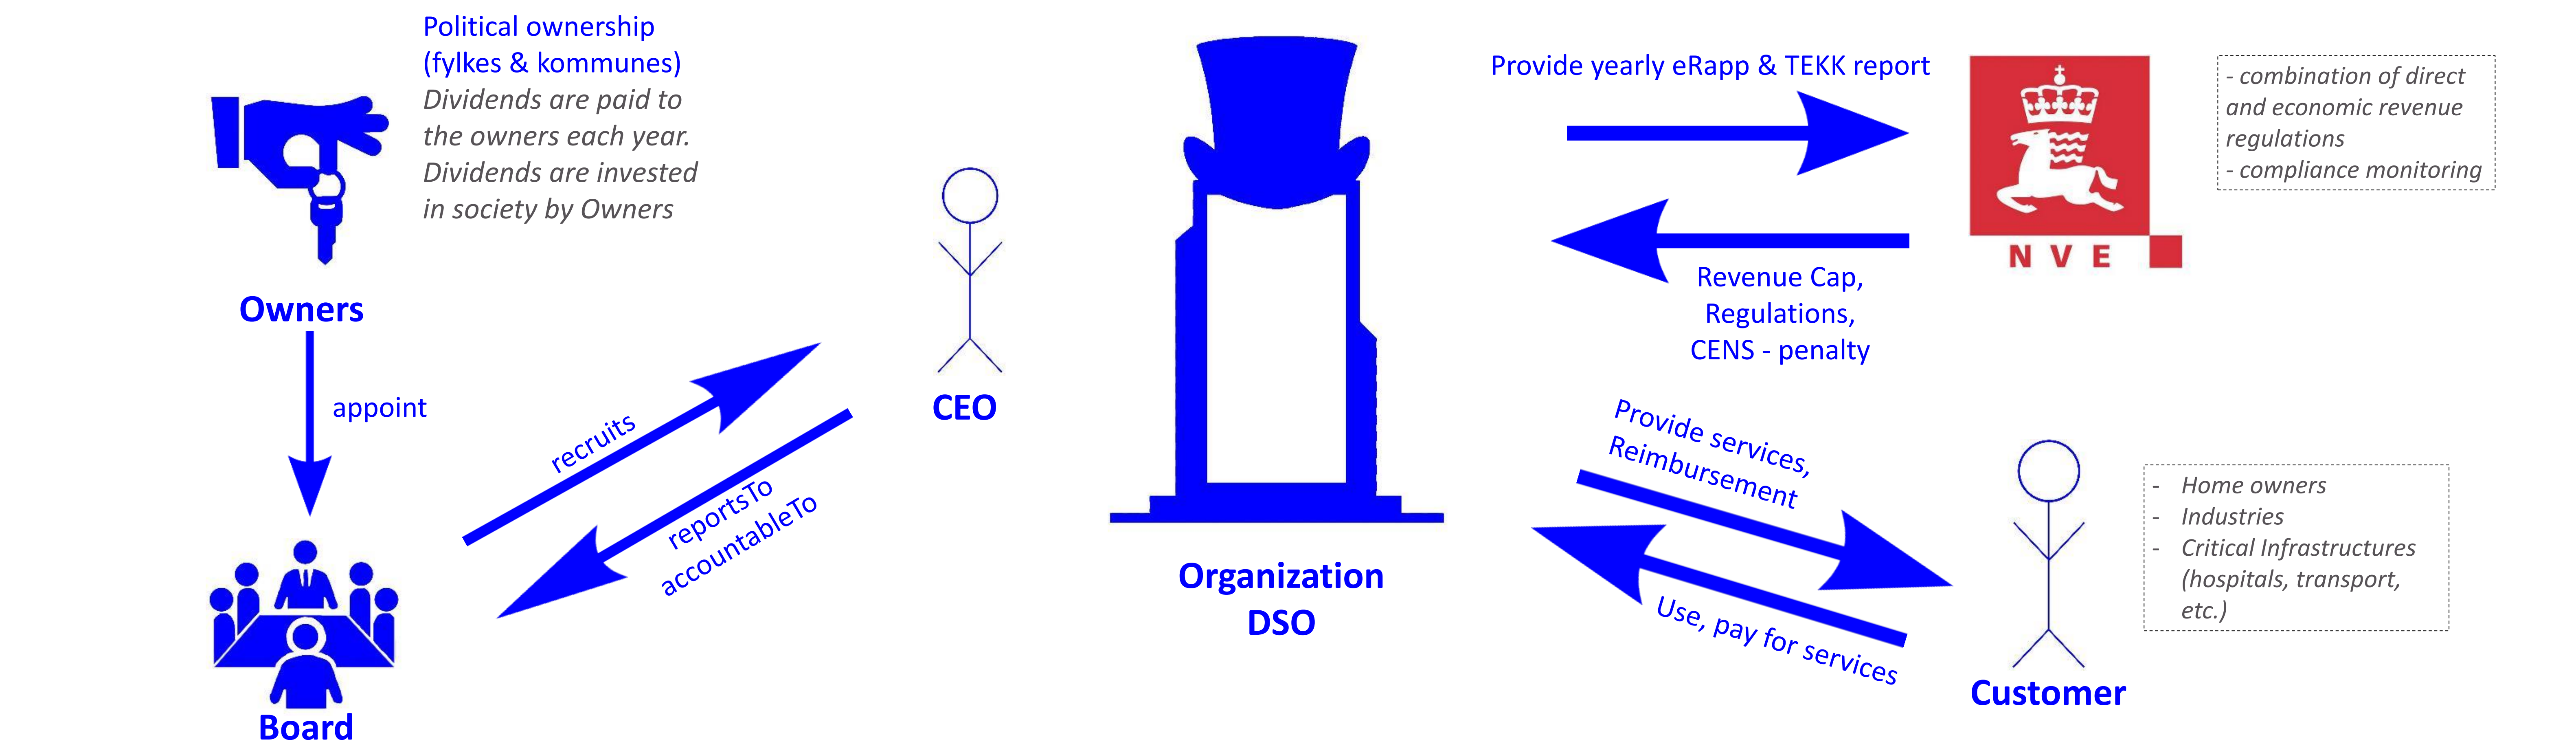 Political ownership
(fylkes & kommunes)
Dividends are paid to
the owners each year.
Dividends are invested
in society by Owners
Owners
appoint
Board
recruits
reportsTo
accountableTo
CEO
Organization
DSO
Provide yearly eRapp & TEKK report
Revenue Cap,
Regulations,
CENS - penalty
NVE
- combination of direct
and economic revenue
regulations
- compliance monitoring
Provide services,
Reimbursement
Use, pay for services
Customer
- Home owners
- Industries
- Critical Infrastructures
(hospitals, transport,
etc.)